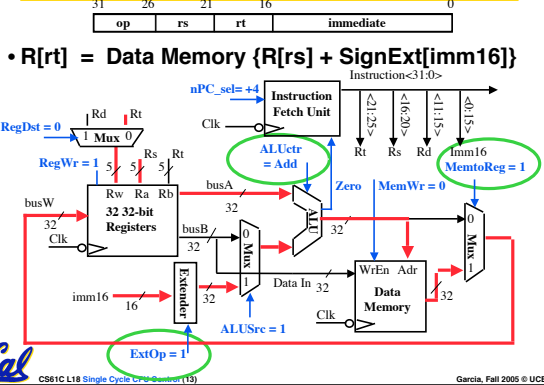 31 26 21 16 0
op rs rt immediate
• R[rt] = Data Memory {R[rs] + SignExt[imm16]}
Instruction<31:0>
nPC_sel= +4
Instruction
Fetch Unit
Clk
<21:25>
<16:20>
<11:15>
<0:15>
Rt Rs Rd Imm16
Rd Rt
RegDst = 0
1 Mux 0
ALUctr
= Add
MemtoReg = 1
RegWr = 1
Rs Rt
5 5 5
Rw Ra Rb
32 32-bit
Registers
busW
32
Clk
busA
32
busB
32
0
Mux
1
ALU
Zero
MemWr = 0
32
0
Mux
1
imm16
16
Extender
32
Data In
32
WrEn Adr
Data
Memory
32
Clk
ALUSrc = 1
ExtOp = 1
Cal
CS61C L18 Single Cycle CPU Control (13)
Garcia, Fall 2005 © UCB